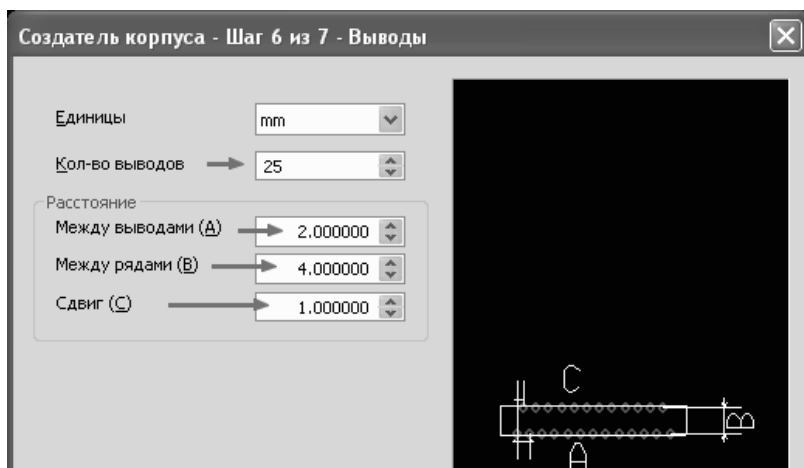 Создатель корпуса - Шаг 6 из 7 - Выводы
Единицы
mm
Кол-во выводов
25
Расстояние
Между выводами (A)
2.000000
Между рядами (B)
4.000000
Сдвиг (C)
1.000000
C
B
A